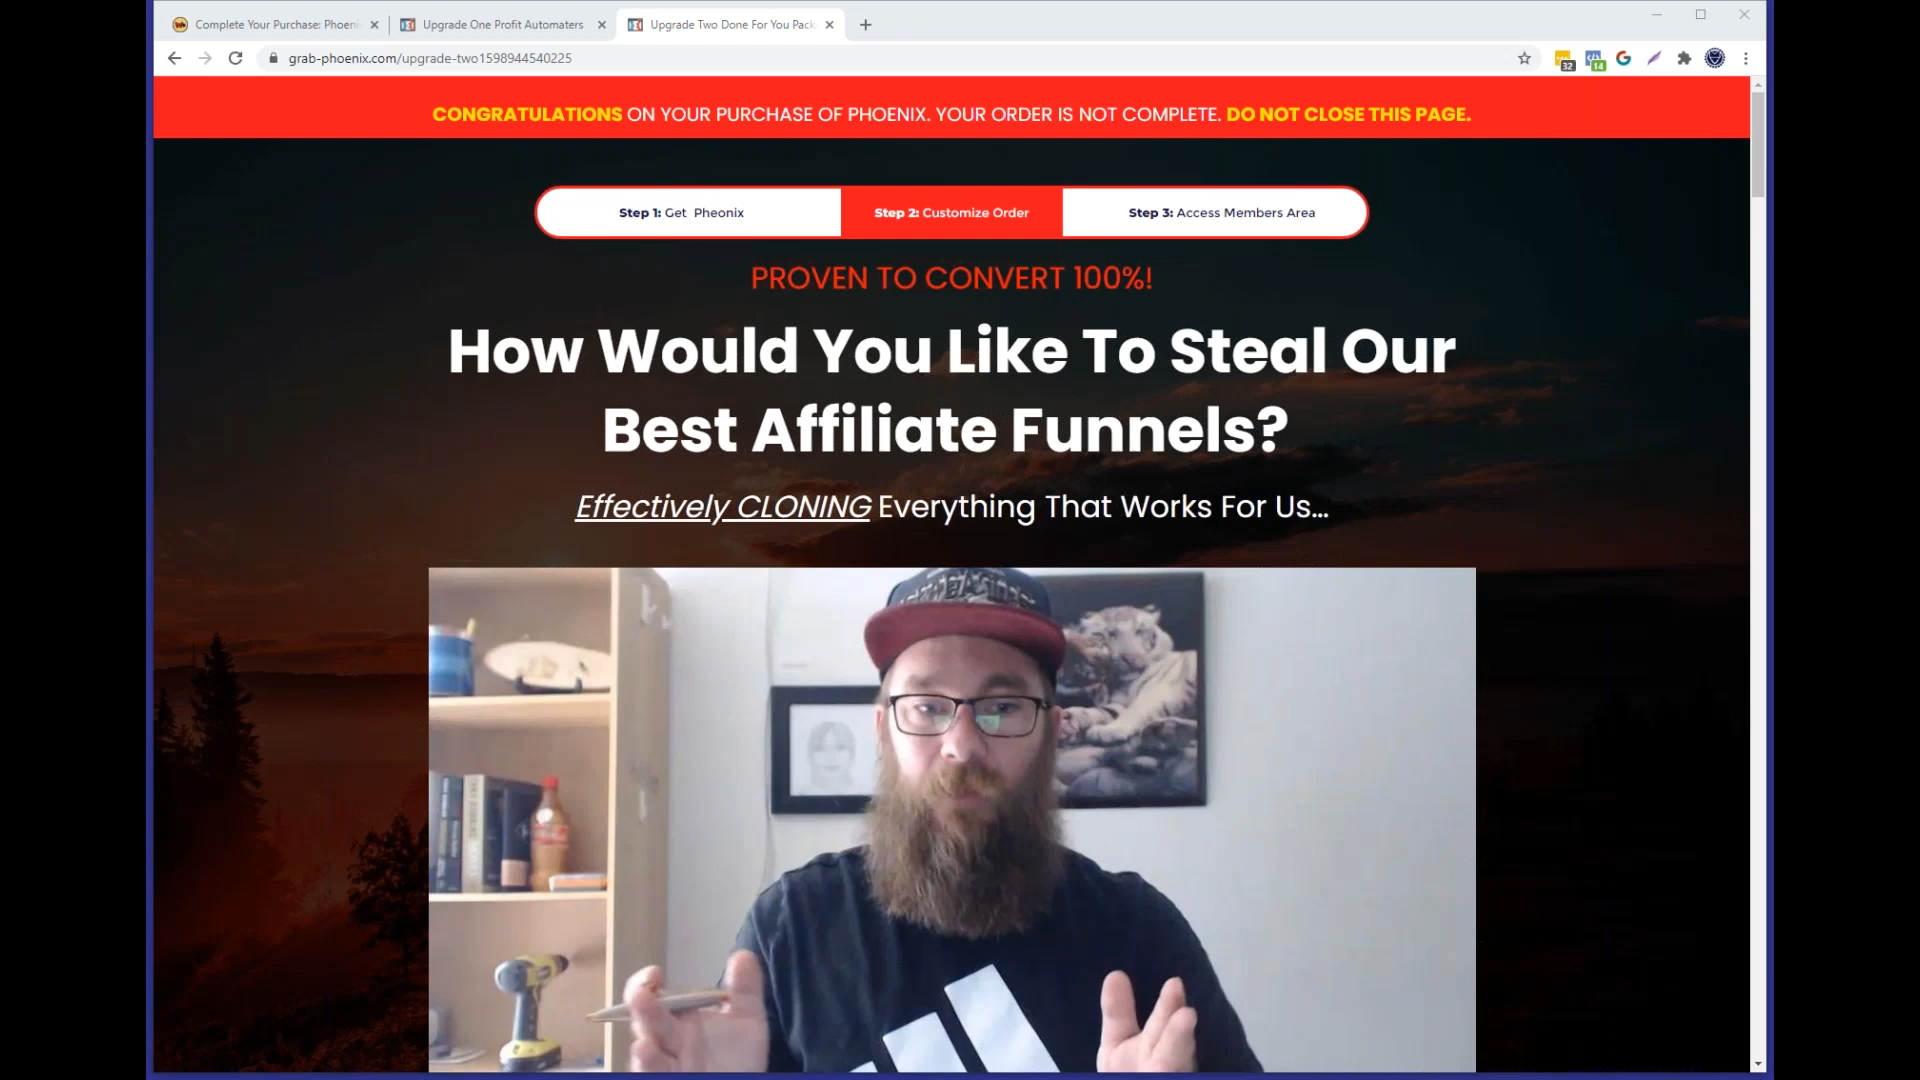 Complete Your Purchase: Phoeni
Upgrade One Profit Automaters
Upgrade Two Done For You Pack
grab-phoenix.com/upgrade-two1598944540225
32
14
CONGRATULATIONS ON YOUR PURCHASE OF PHOENIX. YOUR ORDER IS NOT COMPLETE. DO NOT CLOSE THIS PAGE.
Step 1: Get Pheonix
Step 2: Customize Order
Step 3: Access Members Area
PROVEN TO CONVERT 100%!
How Would You Like To Steal Our
Best Affiliate Funnels?
Effectively CLONING Everything That Works For Us...